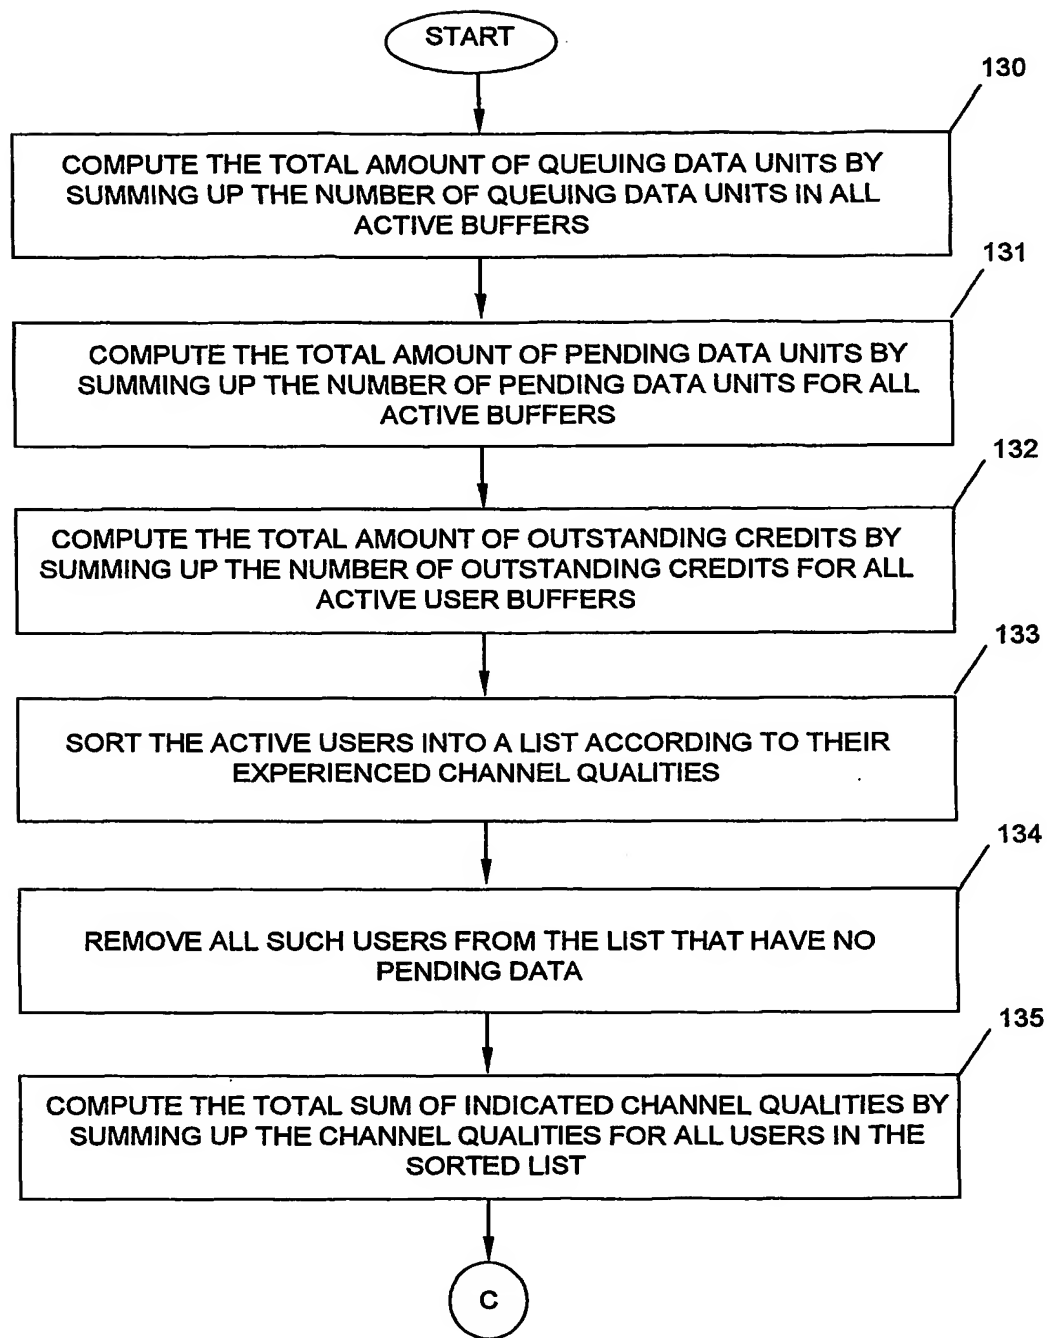 START
130
COMPUTE THE TOTAL AMOUNT OF QUEUING DATA UNITS BY
SUMMING UP THE NUMBER OF QUEUING DATA UNITS IN ALL
ACTIVE BUFFERS
131
COMPUTE THE TOTAL AMOUNT OF PENDING DATA UNITS BY
SUMMING UP THE NUMBER OF PENDING DATA UNITS FOR ALL
ACTIVE BUFFERS
132
COMPUTE THE TOTAL AMOUNT OF OUTSTANDING CREDITS BY
SUMMING UP THE NUMBER OF OUTSTANDING CREDITS FOR ALL
ACTIVE USER BUFFERS
133
SORT THE ACTIVE USERS INTO A LIST ACCORDING TO THEIR
EXPERIENCED CHANNEL QUALITIES
134
REMOVE ALL SUCH USERS FROM THE LIST THAT HAVE NO
PENDING DATA
135
COMPUTE THE TOTAL SUM OF INDICATED CHANNEL QUALITIES BY
SUMMING UP THE CHANNEL QUALITIES FOR ALL USERS IN THE
SORTED LIST
C